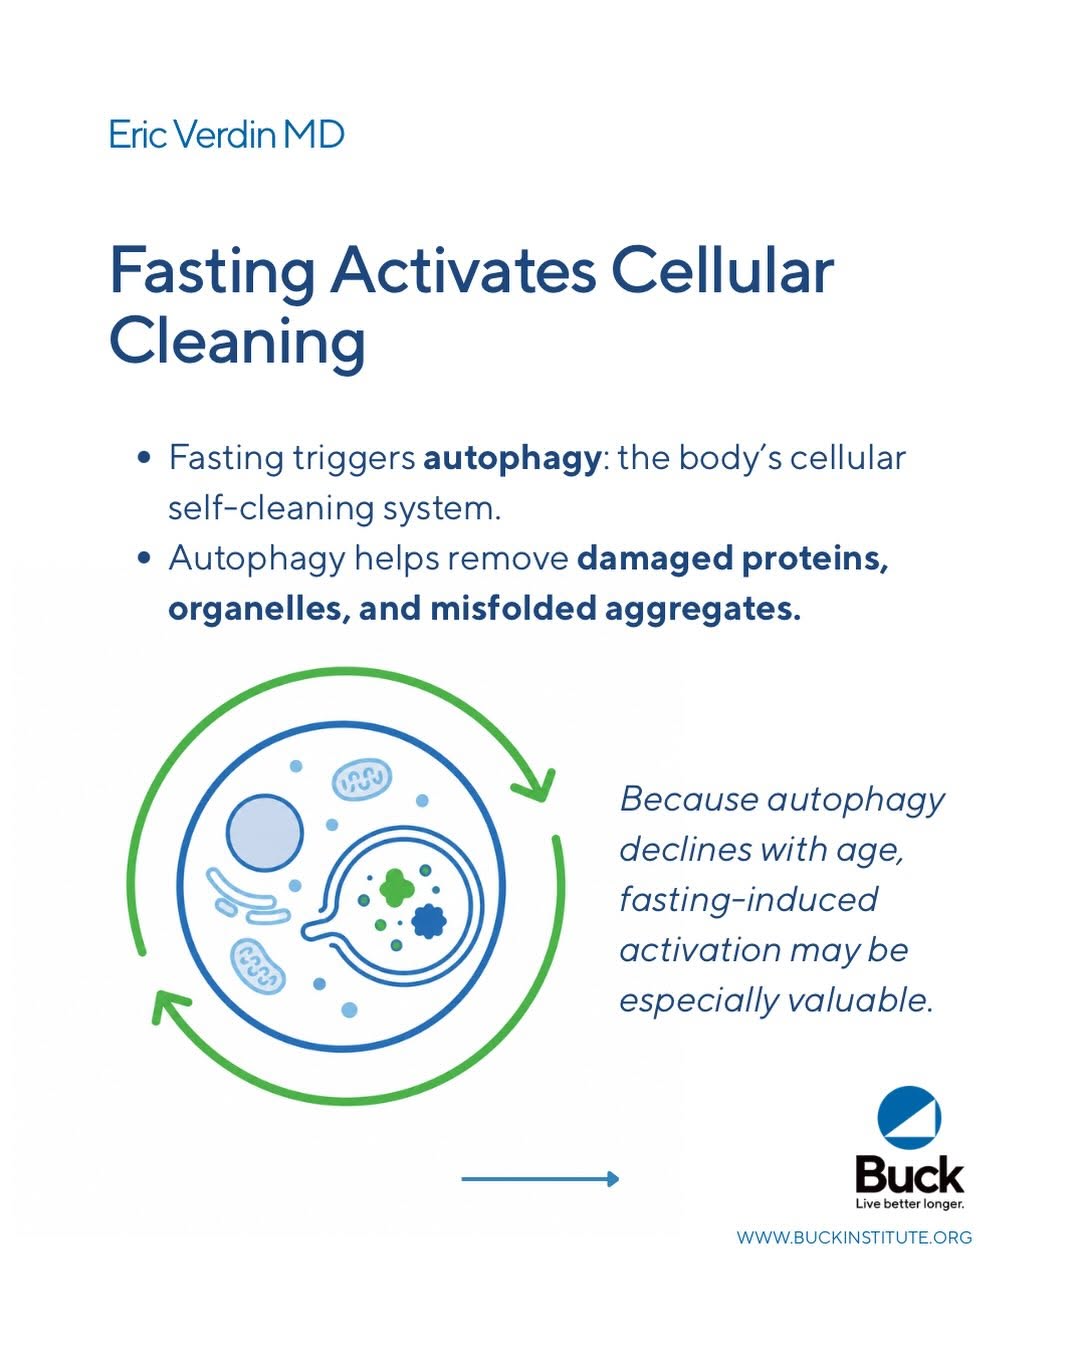 Eric Verdin MD
Fasting Activates Cellular
Cleaning
• Fasting triggers autophagy: the body’s cellular
self-cleaning system.
• Autophagy helps remove damaged proteins,
organelles, and misfolded aggregates.
Because autophagy
declines with age,
fasting-induced
activation may be
especially valuable.
Buck
Live better longer.
WWW.BUCKINSTITUTE.ORG